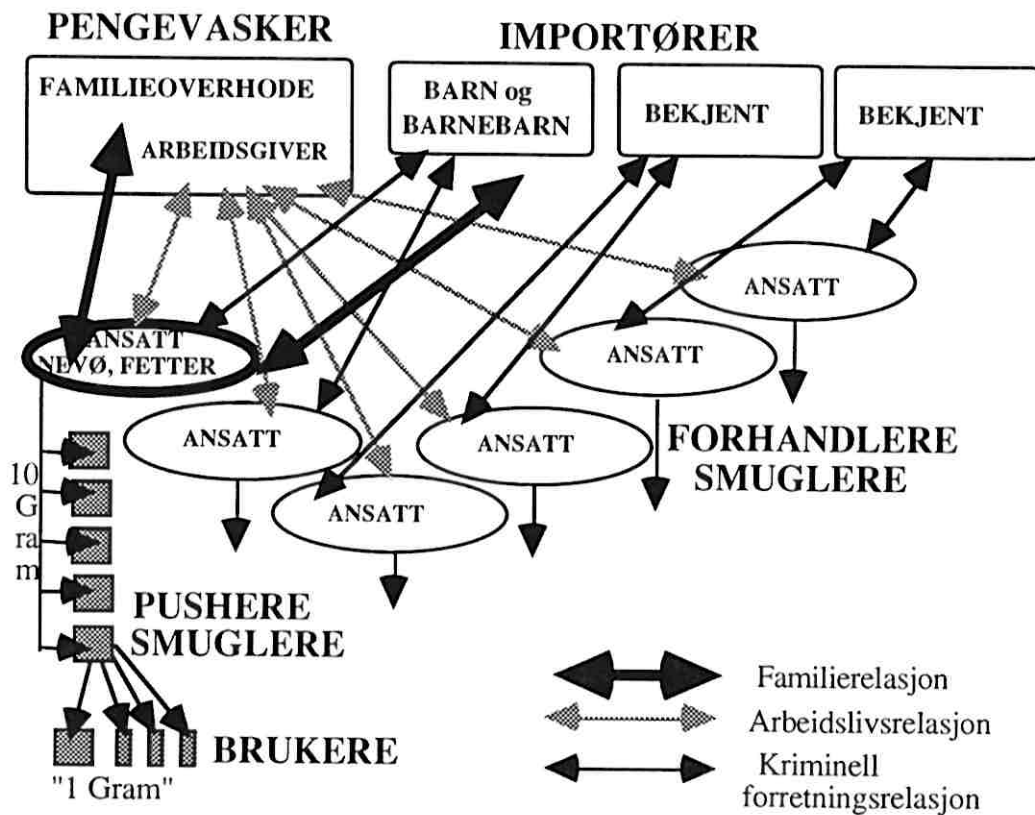 PENGEVASKER
IMPORTØRER
FAMILIEOVERHODE
ARBEIDSGIVER
BARN og
BARNEBARN
BEKJENT
BEKJENT
ANSATT
ANSATT
ANSATT
NEVØ, FETTER
ANSATT
ANSATT
ANSATT
FORHANDLERE
SMUGLERE
10
G
ra
m
PUSHERE
SMUGLERE
BRUKERE
"1 Gram"
Familierelasjon
Arbeidslivsrelasjon
Kriminell
forretningsrelasjon